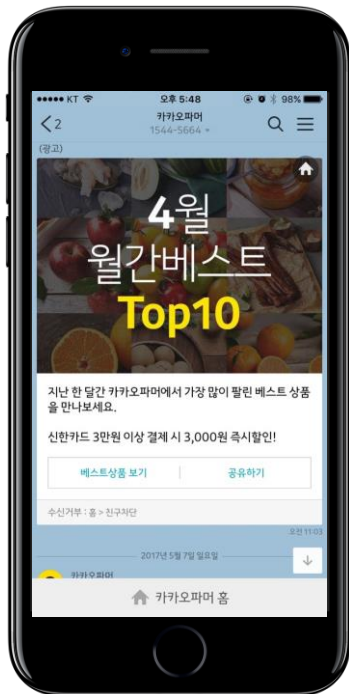 KT 오후 5:48 98%
2 카카오파머
1544-5664
(광고)
4월
월간베스트
Top10
지난 한 달간 카카오파머에서 가장 많이 팔린 베스트 상품
을 만나보세요.
신한카드 3만원 이상 결제 시 3,000원 즉시할인!
베스트상품 보기 공유하기
수신거부 : 홈 > 친구차단
오전 11:03
2017년 5월 7일 일요일
카카오파머
카카오파머 홈